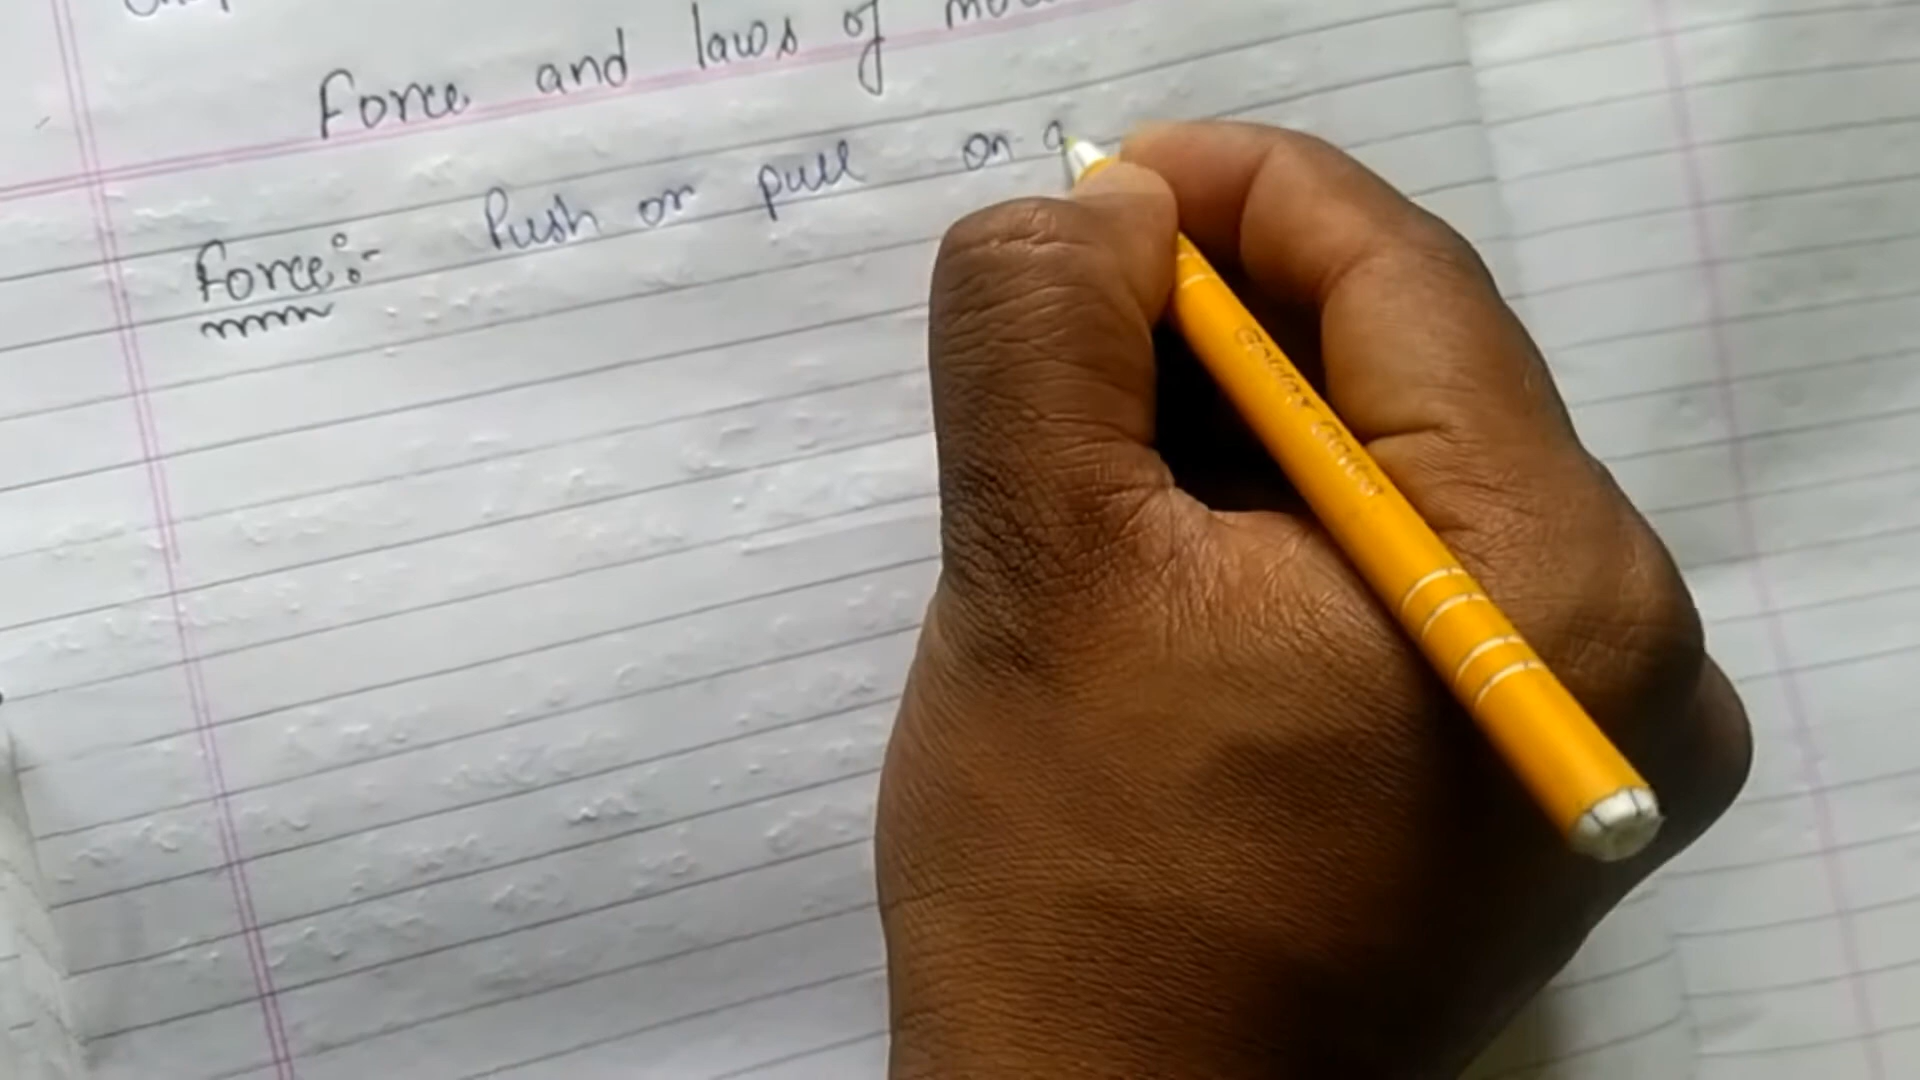 Force and laws of
Force:- Push or pull on a